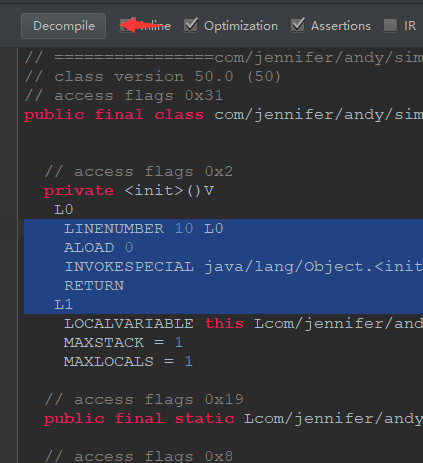 Decompile Inline Optimization Assertions IR
// ================com/jennifer/andy/sim
// class version 50.0 (50)
// access flags 0x31
public final class com/jennifer/andy/sim
// access flags 0x2
private <init>()V
L0
LINENUMBER 10 L0
ALOAD 0
INVOKESPECIAL java/lang/Object.<init
RETURN
L1
LOCALVARIABLE this Lcom/jennifer/and
MAXSTACK = 1
MAXLOCALS = 1
// access flags 0x19
public final static Lcom/jennifer/andy
// access flags 0x8